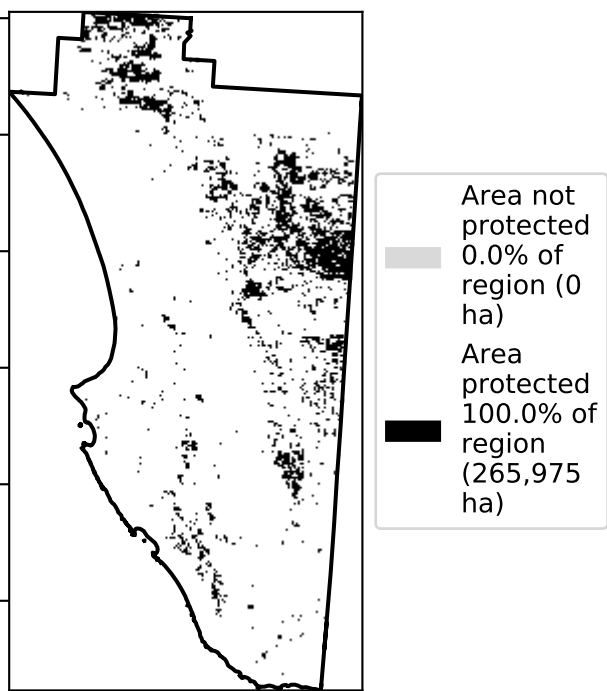 Area not
protected
0.0% of
region (0
ha)
Area
protected
100.0% of
region
(265,975
ha)